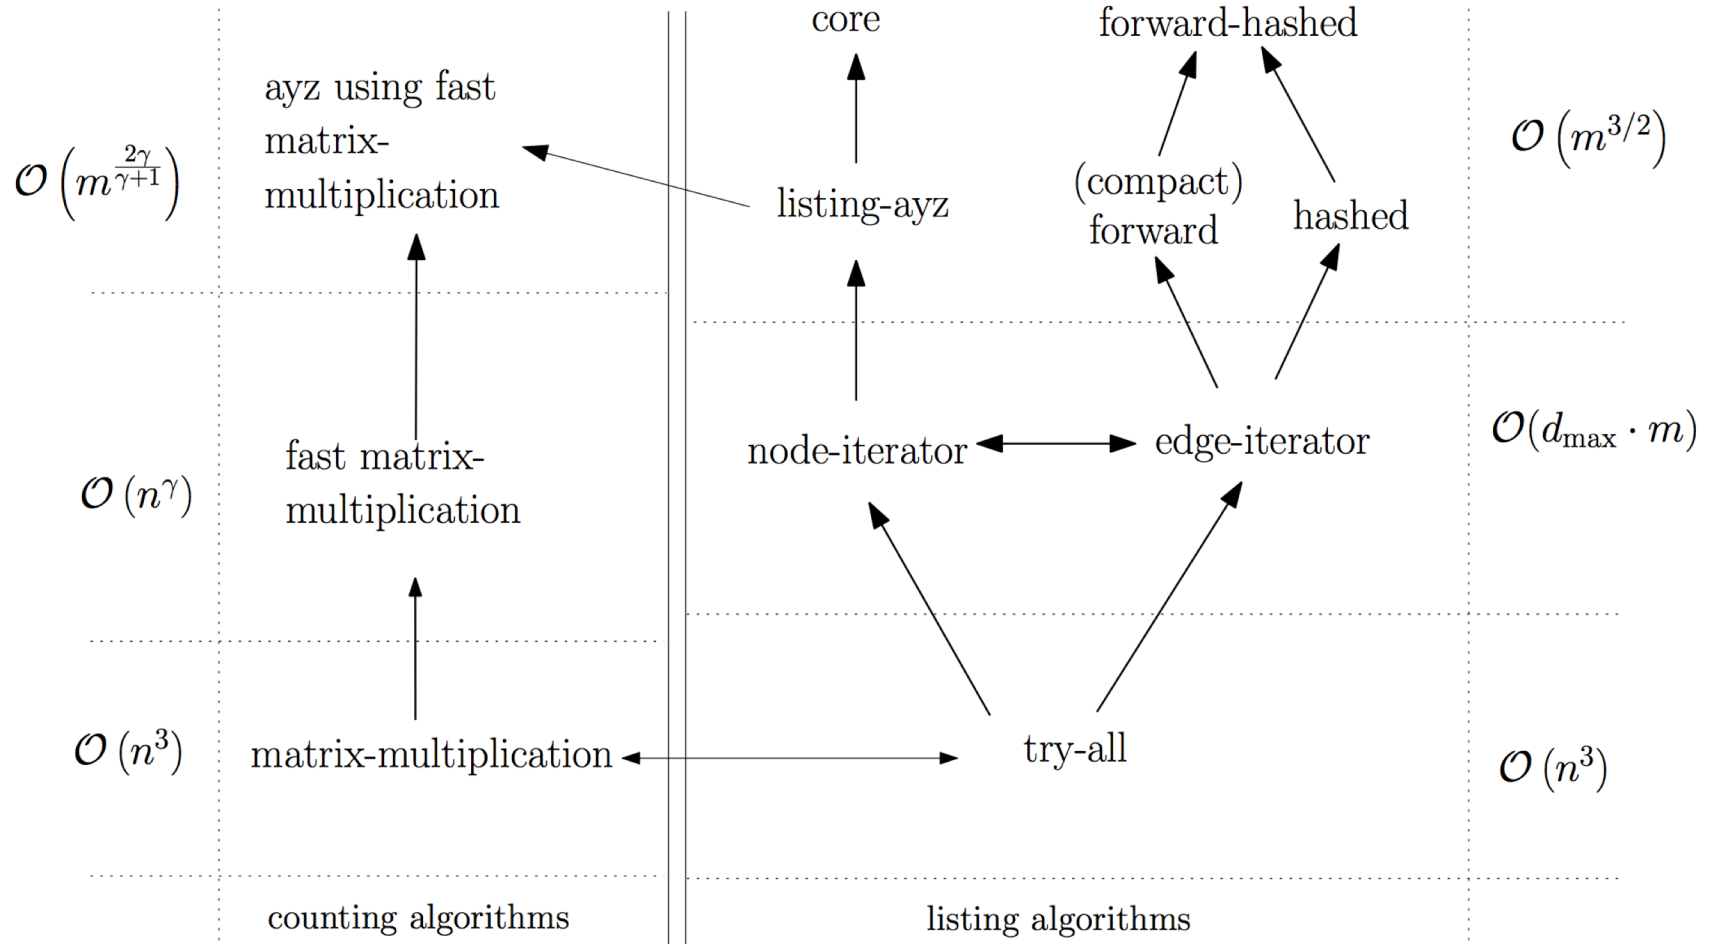 core
forward-hashed
ayz using fast
matrix-
multiplication
𝒪(m^{2γ/(γ+1)})
𝒪(m^{3/2})
listing-ayz
(compact)
forward
hashed
fast matrix-
multiplication
𝒪(n^γ)
node-iterator
edge-iterator
𝒪(d_max · m)
𝒪(n^3)
matrix-multiplication
try-all
𝒪(n^3)
counting algorithms
listing algorithms